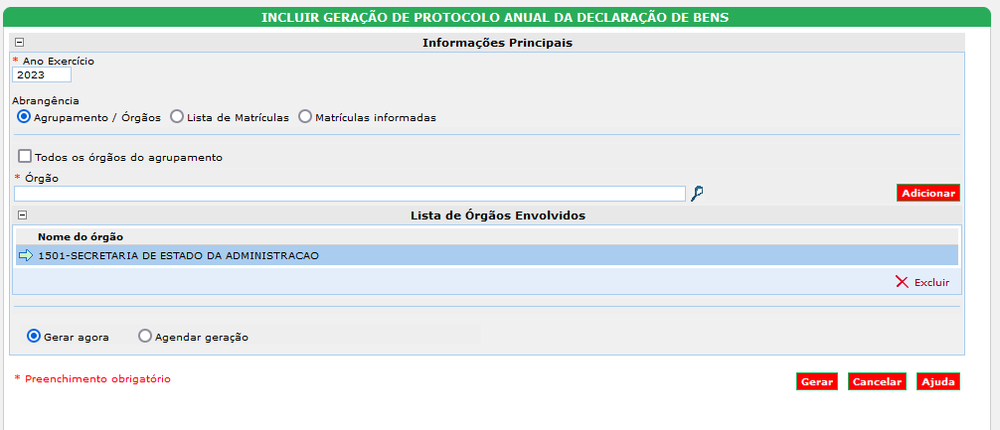 INCLUIR GERAÇÃO DE PROTOCOLO ANUAL DA DECLARAÇÃO DE BENS
Informações Principais
* Ano Exercício
2023
Abrangência
Agrupamento / Órgãos Lista de Matrículas Matrículas informadas
Todos os órgãos do agrupamento
* Órgão
Adicionar
Lista de Órgãos Envolvidos
Nome do órgão
1501-SECRETARIA DE ESTADO DA ADMINISTRACAO
Excluir
Gerar agora Agendar geração
* Preenchimento obrigatório Gerar Cancelar Ajuda